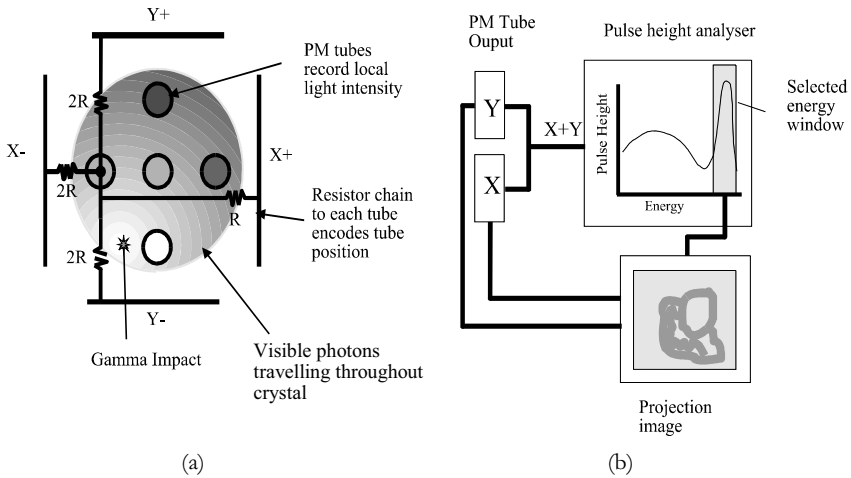 Y+
PM tubes
record local
light intensity
2R
X-
X+
2R
R
Resistor chain
to each tube
encodes tube
position
2R
Y-
Gamma Impact
Visible photons
travelling throughout
crystal
(a)
PM Tube
Ouput
Pulse height analyser
Y
X
X+Y
Pulse Height
Energy
Selected
energy
window
Projection
image
(b)